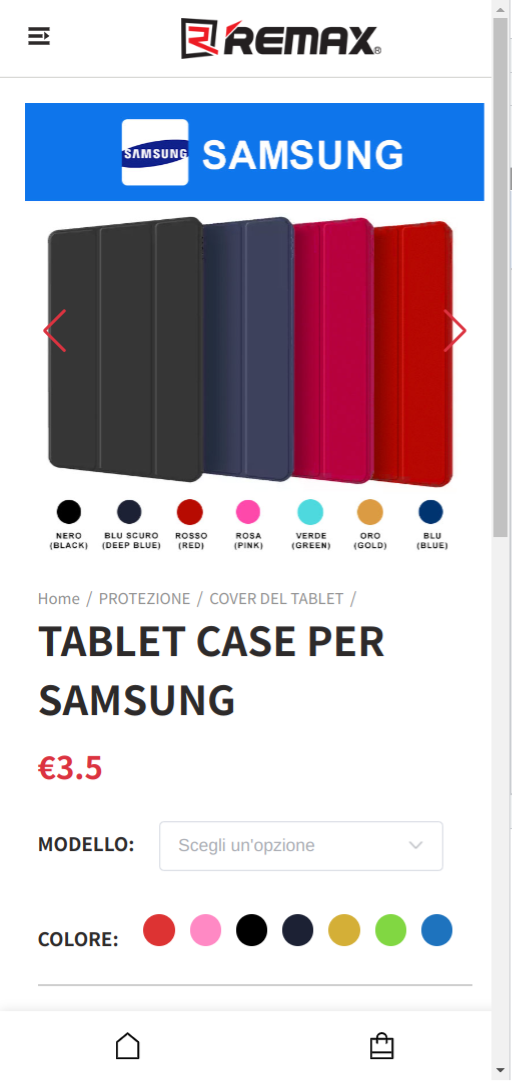 REMAX®
SAMSUNG SAMSUNG
NERO BLU SCURO ROSSO ROSA VERDE ORO BLU
(BLACK) (DEEP BLUE) (RED) (PINK) (GREEN) (GOLD) (BLUE)
Home / PROTEZIONE / COVER DEL TABLET /
TABLET CASE PER
SAMSUNG
€3.5
MODELLO: Scegli un'opzione
COLORE: